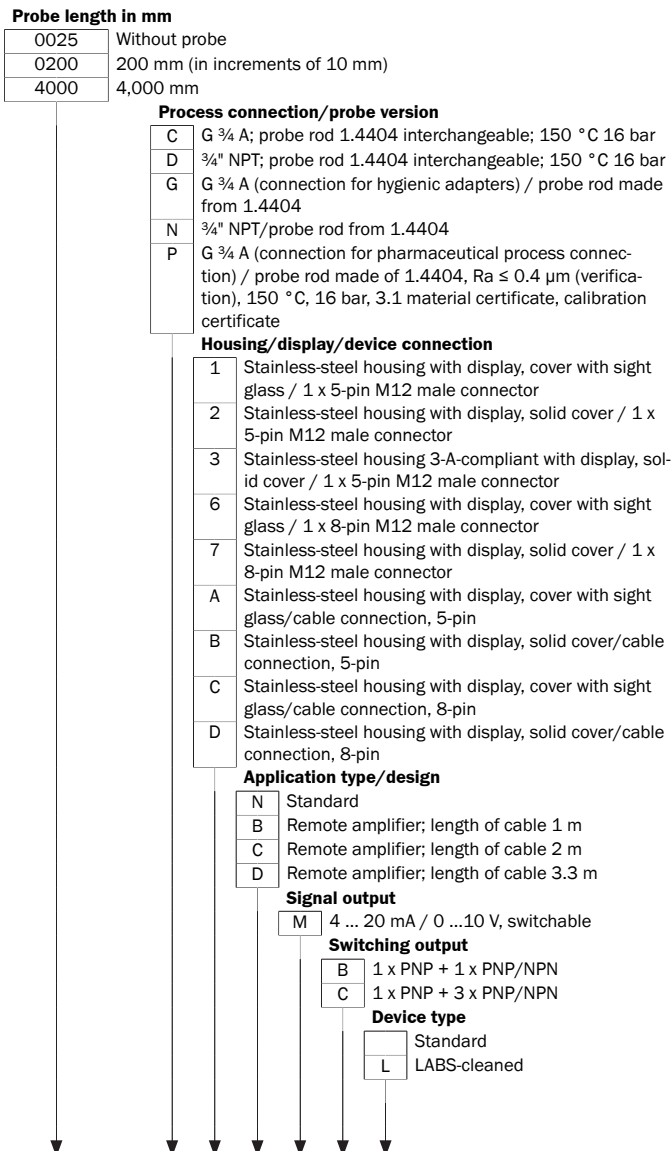 Probe length in mm
0025 Without probe
0200 200 mm (in increments of 10 mm)
4000 4,000 mm
Process connection/probe version
C G ¾ A; probe rod 1.4404 interchangeable; 150 °C 16 bar
D ¾" NPT; probe rod 1.4404 interchangeable; 150 °C 16 bar
G G ¾ A (connection for hygienic adapters) / probe rod made
from 1.4404
N ¾" NPT/probe rod from 1.4404
P G ¾ A (connection for pharmaceutical process connec-
tion) / probe rod made of 1.4404, Ra ≤ 0.4 µm (verifica-
tion), 150 °C, 16 bar, 3.1 material certificate, calibration
certificate
Housing/display/device connection
1 Stainless-steel housing with display, cover with sight
glass / 1 x 5-pin M12 male connector
2 Stainless-steel housing with display, solid cover / 1 x
5-pin M12 male connector
3 Stainless-steel housing 3-A-compliant with display, sol-
id cover / 1 x 5-pin M12 male connector
6 Stainless-steel housing with display, cover with sight
glass / 1 x 8-pin M12 male connector
7 Stainless-steel housing with display, solid cover / 1 x
8-pin M12 male connector
A Stainless-steel housing with display, cover with sight
glass/cable connection, 5-pin
B Stainless-steel housing with display, solid cover/cable
connection, 5-pin
C Stainless-steel housing with display, cover with sight
glass/cable connection, 8-pin
D Stainless-steel housing with display, solid cover/cable
connection, 8-pin
Application type/design
N Standard
B Remote amplifier; length of cable 1 m
C Remote amplifier; length of cable 2 m
D Remote amplifier; length of cable 3.3 m
Signal output
M 4 ... 20 mA / 0 ...10 V, switchable
Switching output
B 1 x PNP + 1 x PNP/NPN
C 1 x PNP + 3 x PNP/NPN
Device type
Standard
L LABS-cleaned